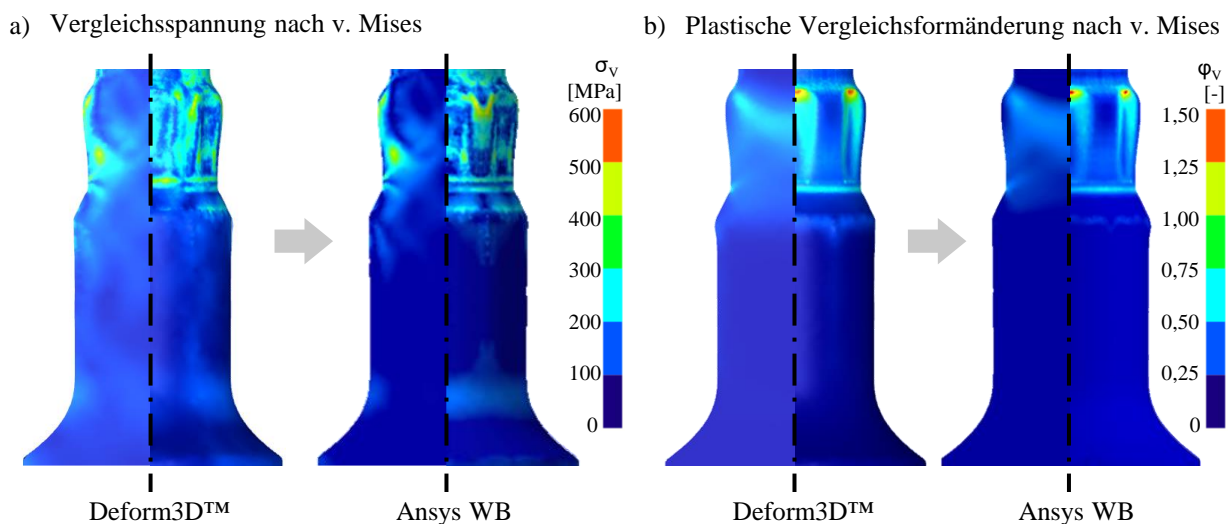 a) Vergleichsspannung nach v. Mises
σV
[MPa]
600
500
400
300
200
100
0
Deform3D™
Ansys WB
b) Plastische Vergleichsformänderung nach v. Mises
φV
[-]
1,50
1,25
1,00
0,75
0,50
0,25
0
Deform3D™
Ansys WB